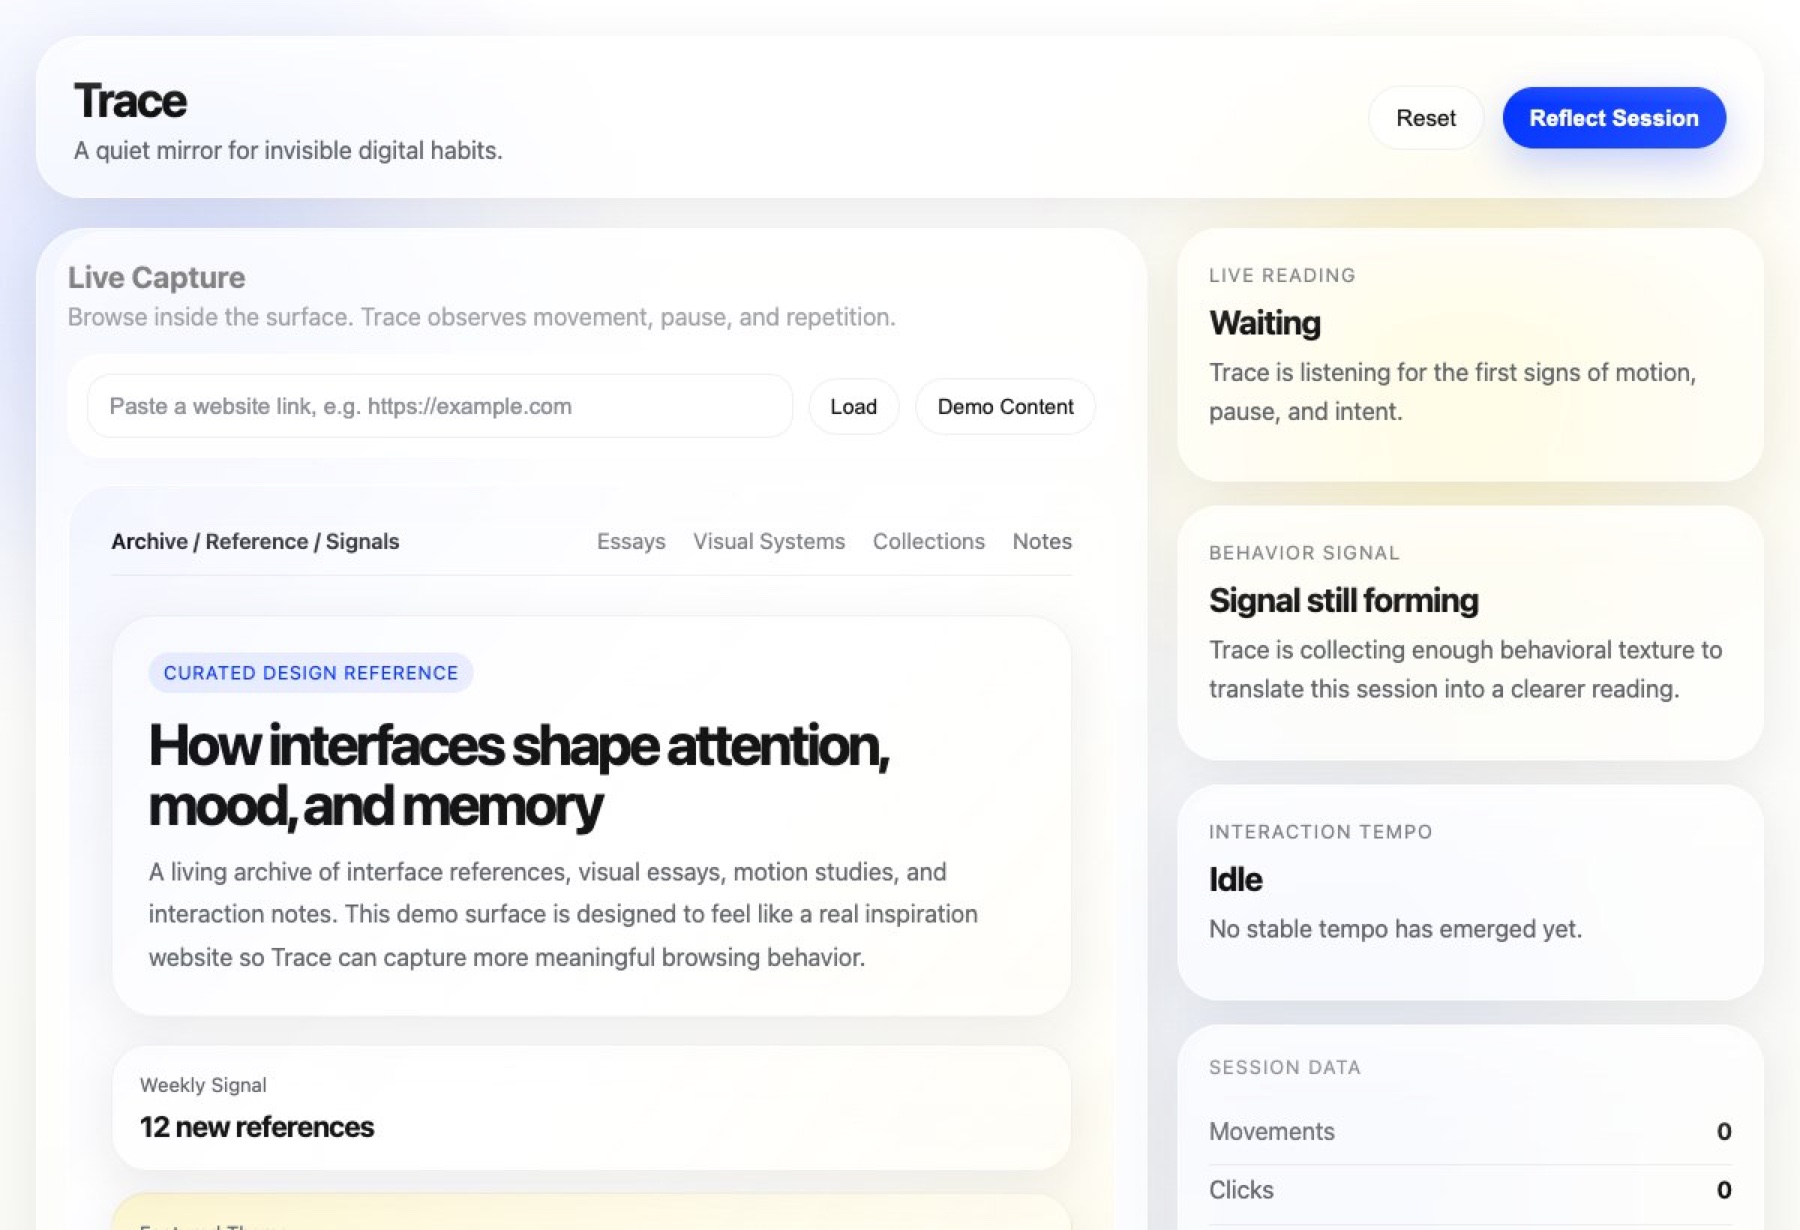 Trace
A quiet mirror for invisible digital habits.
Reset
Reflect Session
Live Capture
Browse inside the surface. Trace observes movement, pause, and repetition.
Paste a website link, e.g. https://example.com
Load
Demo Content
Archive / Reference / Signals
Essays
Visual Systems
Collections
Notes
CURATED DESIGN REFERENCE
How interfaces shape attention,
mood, and memory
A living archive of interface references, visual essays, motion studies, and
interaction notes. This demo surface is designed to feel like a real inspiration
website so Trace can capture more meaningful browsing behavior.
Weekly Signal
12 new references
LIVE READING
Waiting
Trace is listening for the first signs of motion,
pause, and intent.
BEHAVIOR SIGNAL
Signal still forming
Trace is collecting enough behavioral texture to
translate this session into a clearer reading.
INTERACTION TEMPO
Idle
No stable tempo has emerged yet.
SESSION DATA
Movements 0
Clicks 0